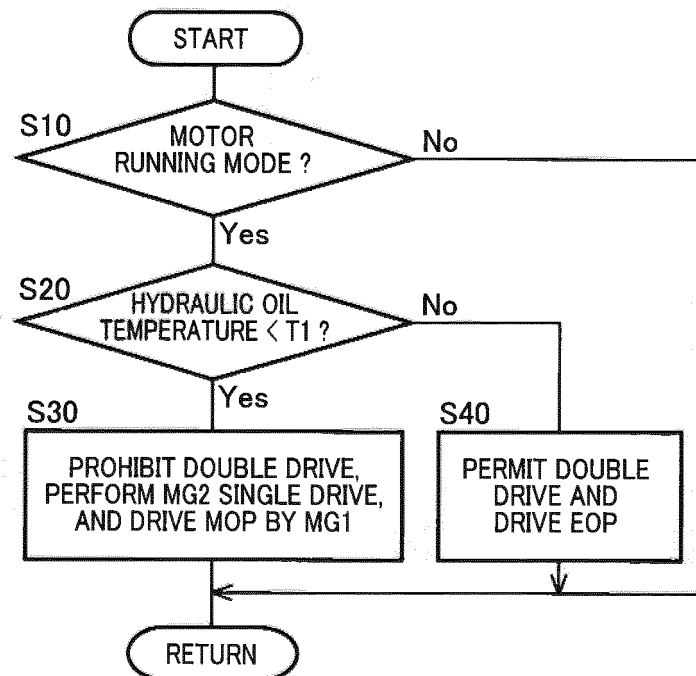 START
S10
MOTOR
RUNNING MODE ?
No
Yes
S20
HYDRAULIC OIL
TEMPERATURE < T1 ?
No
Yes
S30
PROHIBIT DOUBLE DRIVE,
PERFORM MG2 SINGLE DRIVE,
AND DRIVE MOP BY MG1
S40
PERMIT DOUBLE
DRIVE AND
DRIVE EOP
RETURN